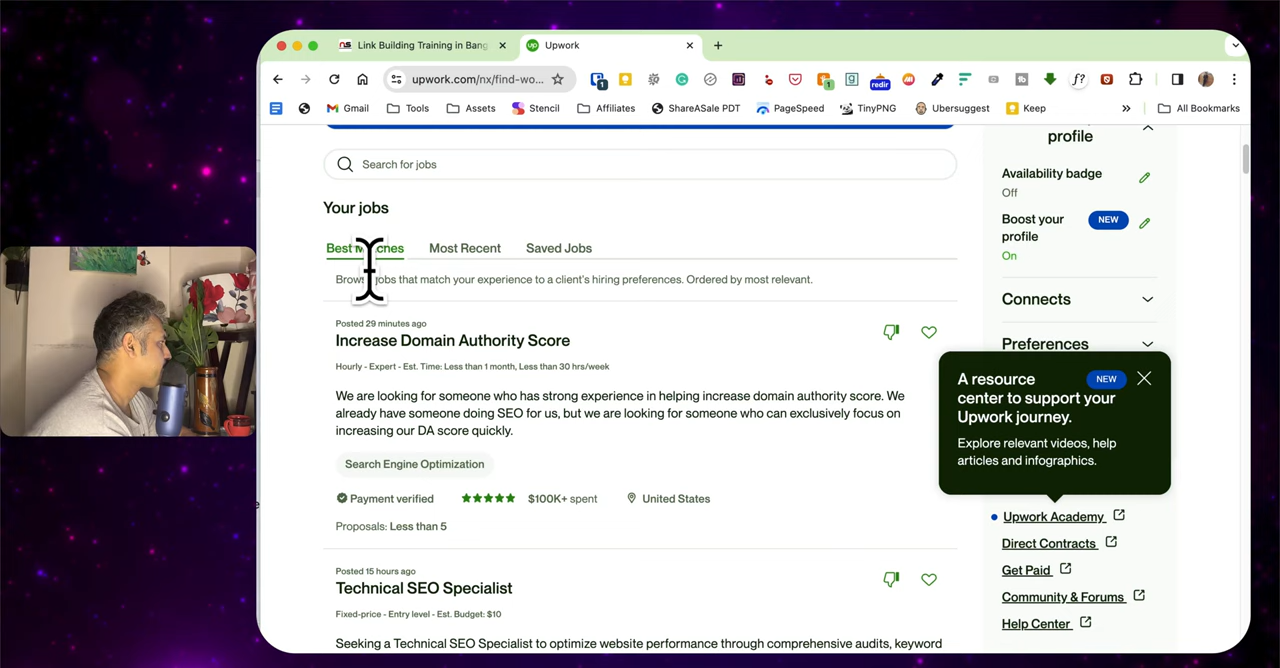 Link Building Training in Bang
Upwork
upwork.com/nx/find-wo...
1
1
redir
f?
Gmail
Tools
Assets
Stencil
Affiliates
ShareASale PDT
PageSpeed
TinyPNG
Ubersuggest
Keep
»
All Bookmarks
Search for jobs
Your jobs
Best Matches
Most Recent
Saved Jobs
Browse jobs that match your experience to a client's hiring preferences. Ordered by most relevant.
Posted 29 minutes ago
Increase Domain Authority Score
Hourly - Expert - Est. Time: Less than 1 month, Less than 30 hrs/week
We are looking for someone who has strong experience in helping increase domain authority score. We
already have someone doing SEO for us, but we are looking for someone who can exclusively focus on
increasing our DA score quickly.
Search Engine Optimization
Payment verified
$100K+ spent
United States
Proposals: Less than 5
Posted 15 hours ago
Technical SEO Specialist
Fixed-price - Entry level - Est. Budget: $10
Seeking a Technical SEO Specialist to optimize website performance through comprehensive audits, keyword
profile
Availability badge
Off
Boost your
profile
NEW
On
Connects
Preferences
A resource
center to support your
Upwork journey.
NEW
Explore relevant videos, help
articles and infographics.
Upwork Academy
Direct Contracts
Get Paid
Community & Forums
Help Center